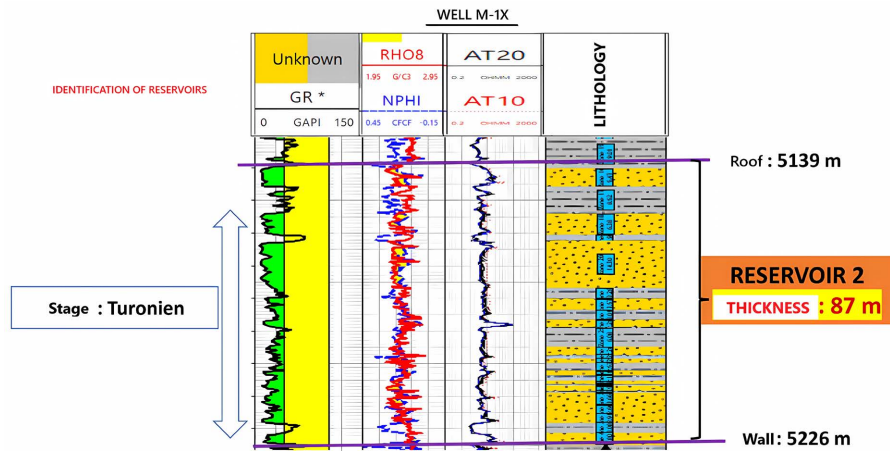 WELL M-1X
IDENTIFICATION OF RESERVOIRS
Unknown
GR *
0 GAPI 150
RHO8
1.95 G/C3 2.95
NPHI
0.45 CFCF -0.15
AT20
0.2 OHMM 2000
AT10
0.2 OHMM 2000
LITHOLOGY
Roof : 5139 m
Stage : Turonien
RESERVOIR 2
THICKNESS : 87 m
Wall : 5226 m